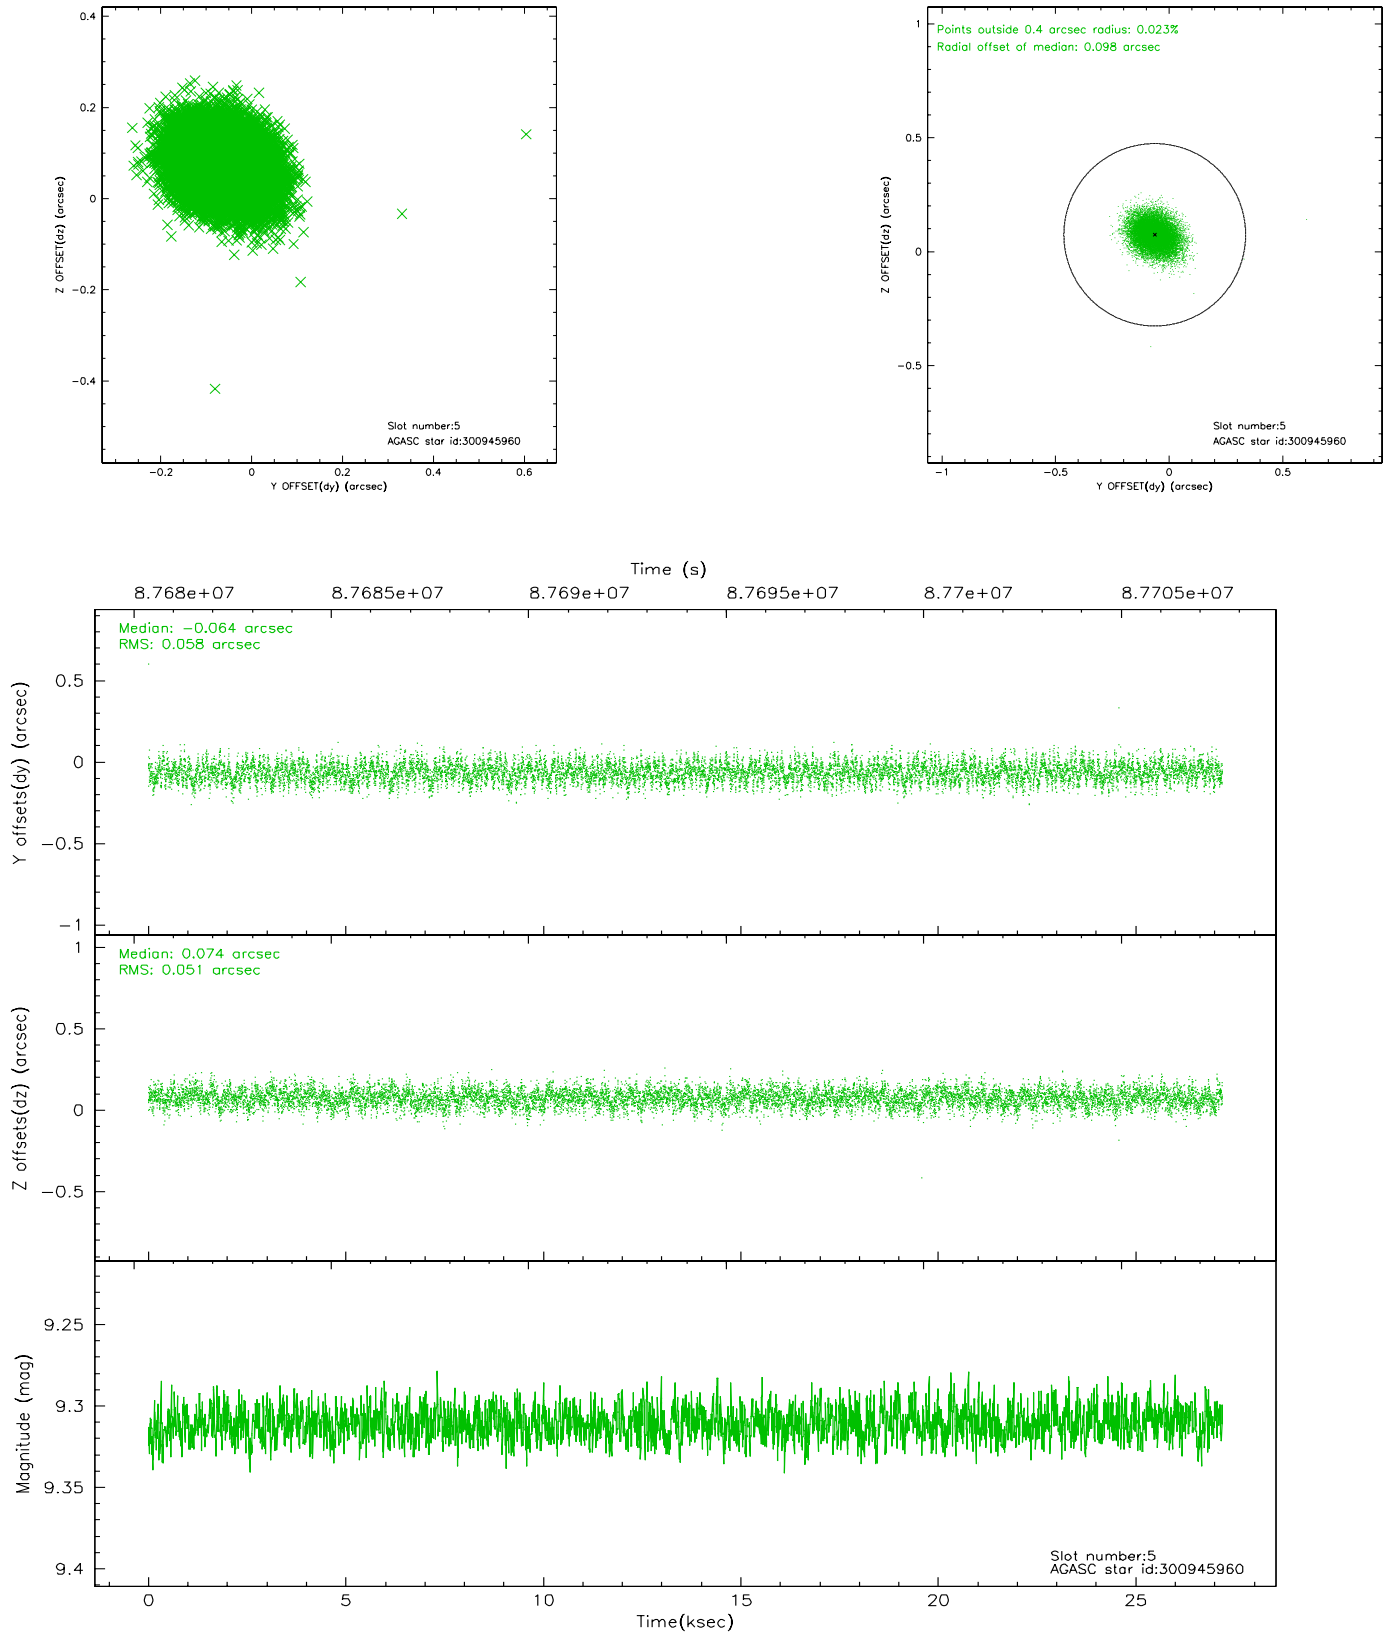 0.4
0.2
0
−0.2
−0.4
Z OFFSET(dz) (arcsec)
Slot number:5
AGASC star id:300945960
−0.2 0 0.2 0.4 0.6
Y OFFSET(dy) (arcsec)
Points outside 0.4 arcsec radius: 0.023%
Radial offset of median: 0.098 arcsec
1
0.5
0
−0.5
Z OFFSET(dz) (arcsec)
Slot number:5
AGASC star id:300945960
−1 −0.5 0 0.5
Y OFFSET(dy) (arcsec)
Time (s)
8.768e+07 8.7685e+07 8.769e+07 8.7695e+07 8.77e+07 8.7705e+07
Median: −0.064 arcsec
RMS: 0.058 arcsec
0.5
0
−0.5
−1
Y offsets(dy) (arcsec)
Median: 0.074 arcsec
RMS: 0.051 arcsec
1
0.5
0
−0.5
Z offsets(dz) (arcsec)
9.25
9.3
9.35
9.4
Magnitude (mag)
Slot number:5
AGASC star id:300945960
0 5 10 15 20 25
Time(ksec)